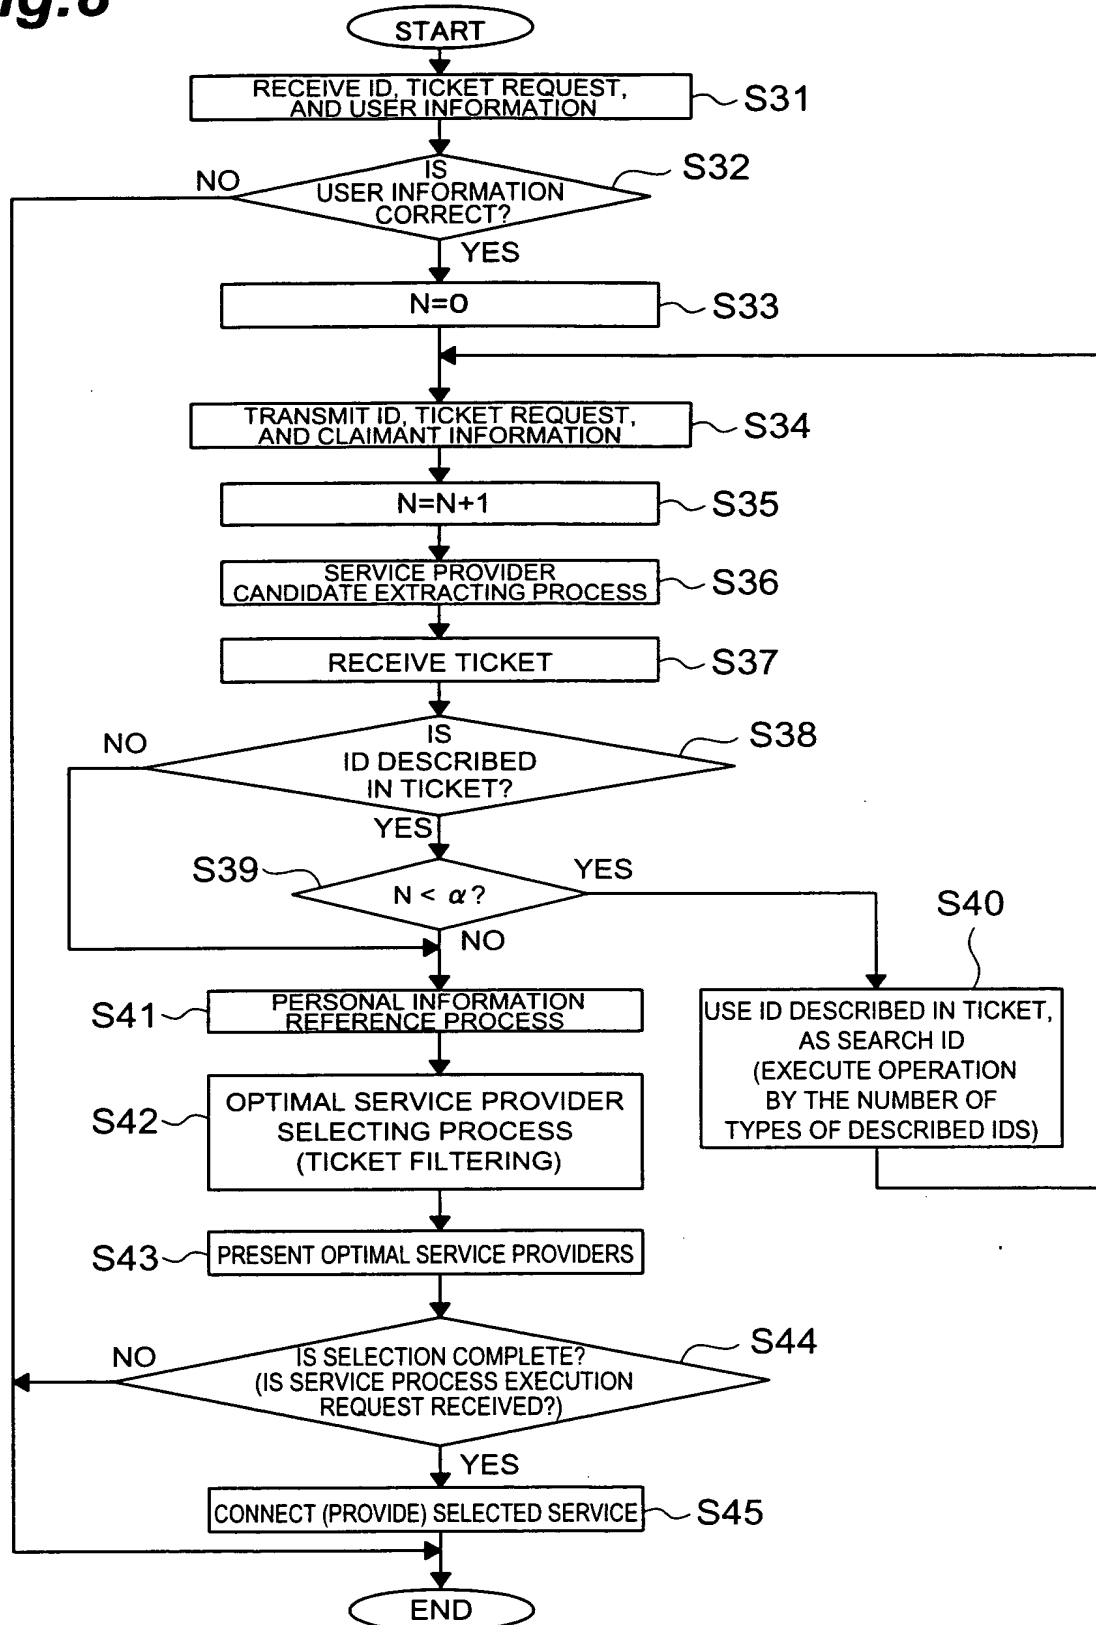 START
RECEIVE ID, TICKET REQUEST,
AND USER INFORMATION
S31
IS
USER INFORMATION
CORRECT?
S32
NO
YES
N=0
S33
TRANSMIT ID, TICKET REQUEST,
AND CLAIMANT INFORMATION
S34
N=N+1
S35
SERVICE PROVIDER
CANDIDATE EXTRACTING PROCESS
S36
RECEIVE TICKET
S37
IS
ID DESCRIBED
IN TICKET?
S38
NO
YES
S39
N < α?
YES
NO
S40
USE ID DESCRIBED IN TICKET,
AS SEARCH ID
(EXECUTE OPERATION
BY THE NUMBER OF
TYPES OF DESCRIBED IDS)
S41
PERSONAL INFORMATION
REFERENCE PROCESS
S42
OPTIMAL SERVICE PROVIDER
SELECTING PROCESS
(TICKET FILTERING)
S43
PRESENT OPTIMAL SERVICE PROVIDERS
S44
IS SELECTION COMPLETE?
(IS SERVICE PROCESS EXECUTION
REQUEST RECEIVED?)
NO
YES
CONNECT (PROVIDE) SELECTED SERVICE
S45
END